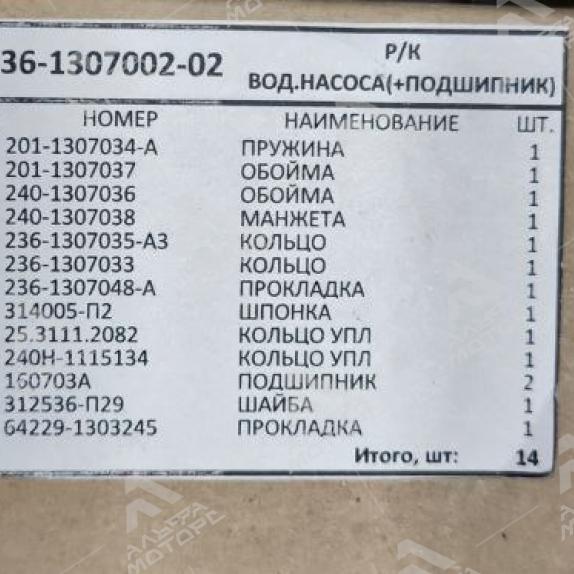 36-1307002-02 Р/К ВОД.НАСОСА(+ПОДШИПНИК)
НОМЕР НАИМЕНОВАНИЕ ШТ.
201-1307034-А ПРУЖИНА 1
201-1307037 ОБОЙМА 1
240-1307036 ОБОЙМА 1
240-1307038 МАНЖЕТА 1
236-1307035-А3 КОЛЬЦО 1
236-1307033 КОЛЬЦО 1
236-1307048-А ПРОКЛАДКА 1
314005-П2 ШПОНКА 1
25.3111.2082 КОЛЬЦО УПЛ 1
240Н-1115134 КОЛЬЦО УПЛ 1
160703А ПОДШИПНИК 2
312536-П29 ШАЙБА 1
64229-1303245 ПРОКЛАДКА 1
Итого, шт: 14
АЛЬФА
МОТОРС